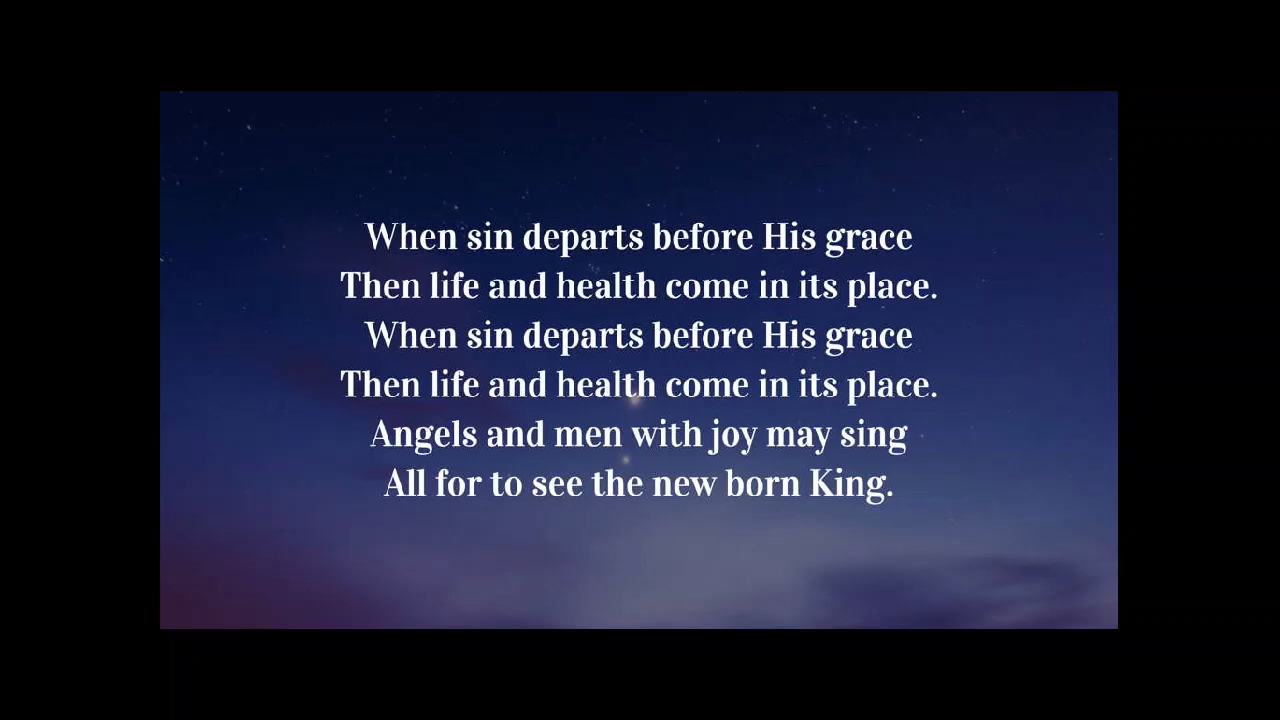 When sin departs before His grace
Then life and health come in its place.
When sin departs before His grace
Then life and health come in its place.
Angels and men with joy may sing
All for to see the new born King.